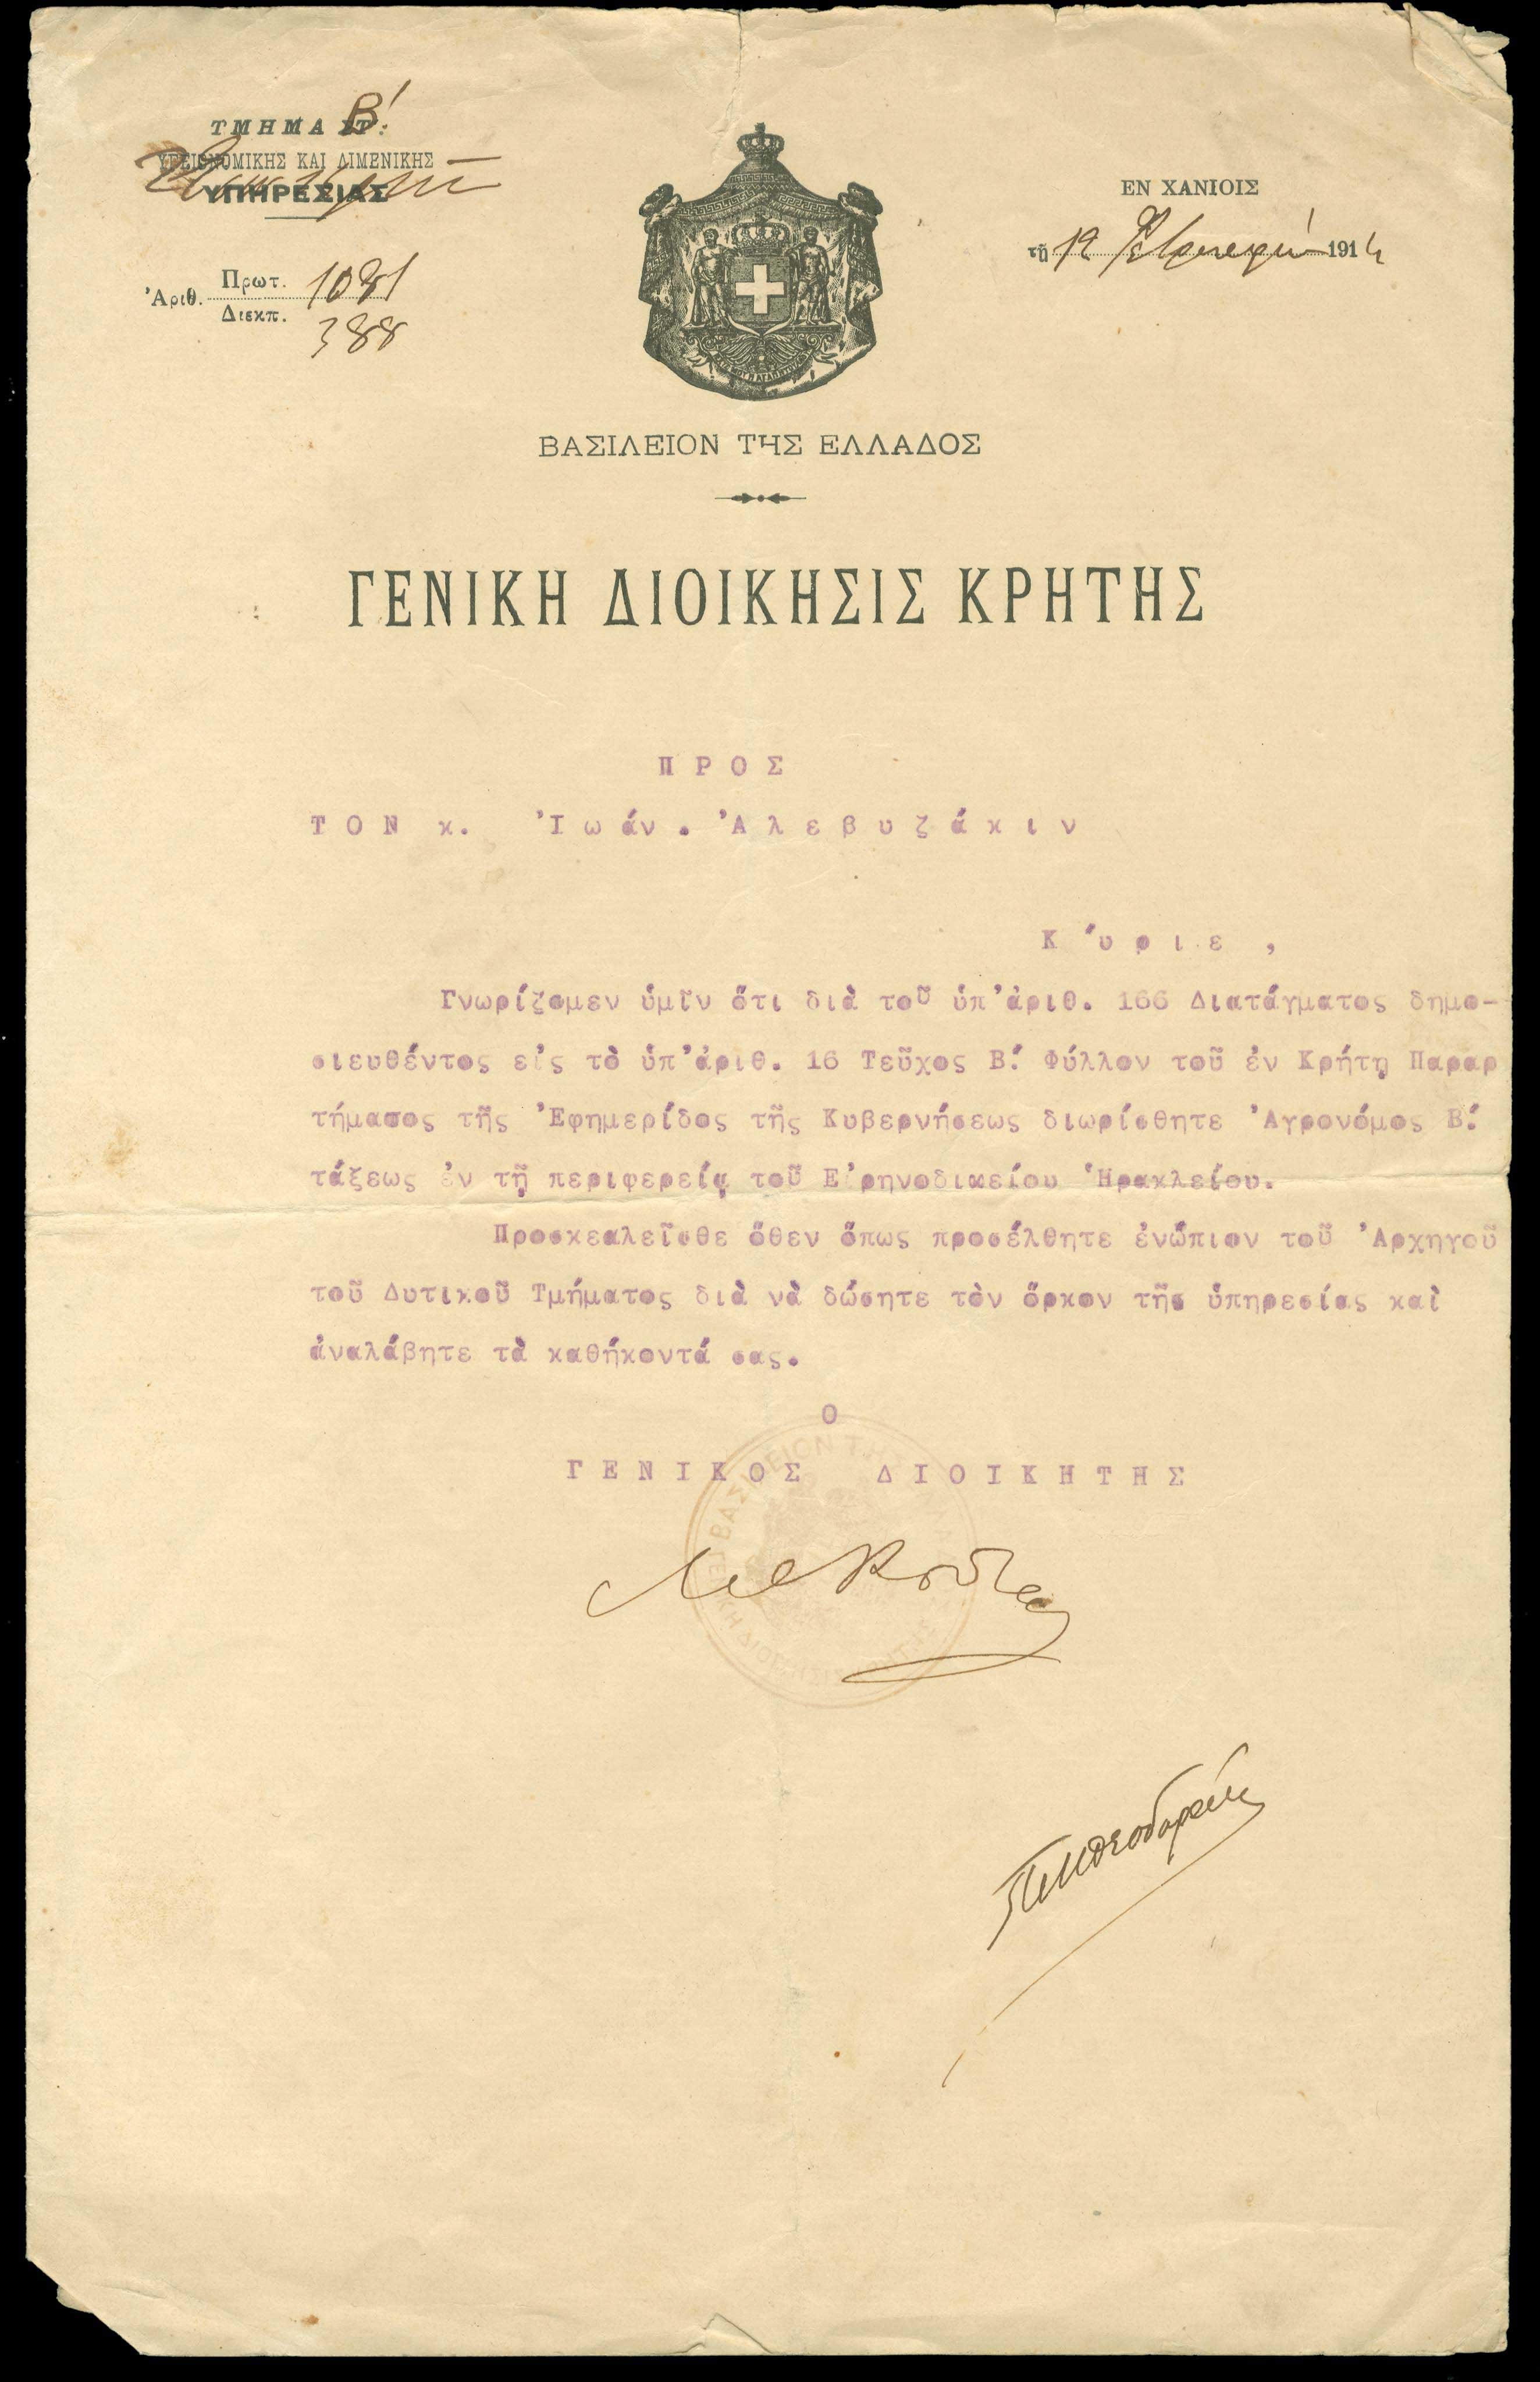 ΤΜΗΜΑ Β'
ΥΓΕΙΟΝΟΜΙΚΗΣ ΚΑΙ ΛΙΜΕΝΙΚΗΣ
ΥΠΗΡΕΣΙΑΣ
Ἀριθ. Πρωτ. 1081
Διεκπ. 388
ΕΝ ΧΑΝΙΟΙΣ
τῇ 12 1914
ΒΑΣΙΛΕΙΟΝ ΤΗΣ ΕΛΛΑΔΟΣ
ΓΕΝΙΚΗ ΔΙΟΙΚΗΣΙΣ ΚΡΗΤΗΣ
ΠΡΟΣ
ΤΟΝ κ. Ἰωάν. Ἀλεβυζάκιν
Κύριε,
Γνωρίζομεν ὑμῖν ὅτι διὰ τοῦ ὑπ'ἀριθ. 166 Διατάγματος δημο-
σιευθέντος εἰς τὸ ὑπ'ἀριθ. 16 Τεῦχος Β.' Φύλλον τοῦ ἐν Κρήτῃ Παραρ
τήματος τῆς Ἐφημερίδος τῆς Κυβερνήσεως διωρίσθητε Ἀγρονόμος Β.'
τάξεως ἐν τῇ περιφερείᾳ τοῦ Εἰρηνοδικείου Ἡρακλείου.
Προσκεαλεῖσθε ὅθεν ὅπως προσέλθητε ἐνώπιον τοῦ Ἀρχηγοῦ
τοῦ Δυτικοῦ Τμήματος διὰ νὰ δώσητε τὸν ὅρκον τῆς ὑπηρεσίας καὶ
ἀναλάβητε τὰ καθήκοντά σας.
Ο
ΓΕΝΙΚΟΣ ΔΙΟΙΚΗΤΗΣ